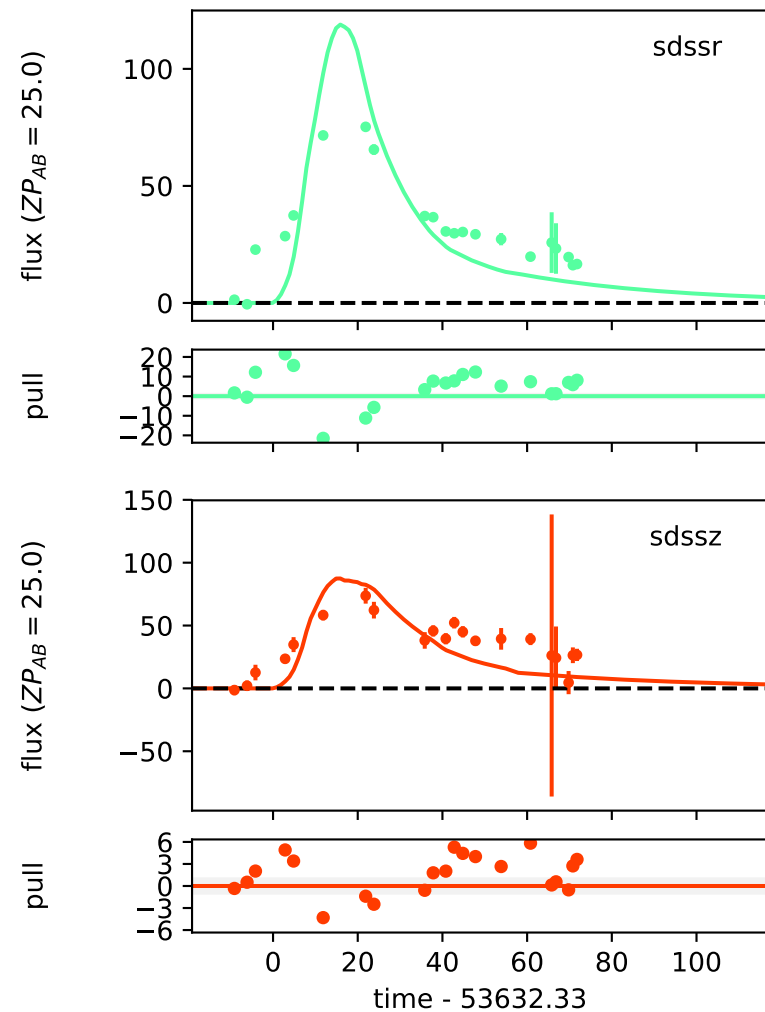 sdssr
flux (ZP_AB = 25.0)
100
50
0
pull
20
10
0
−10
−20
sdssz
flux (ZP_AB = 25.0)
150
100
50
0
−50
pull
6
3
0
−3
−6
0 20 40 60 80 100
time - 53632.33